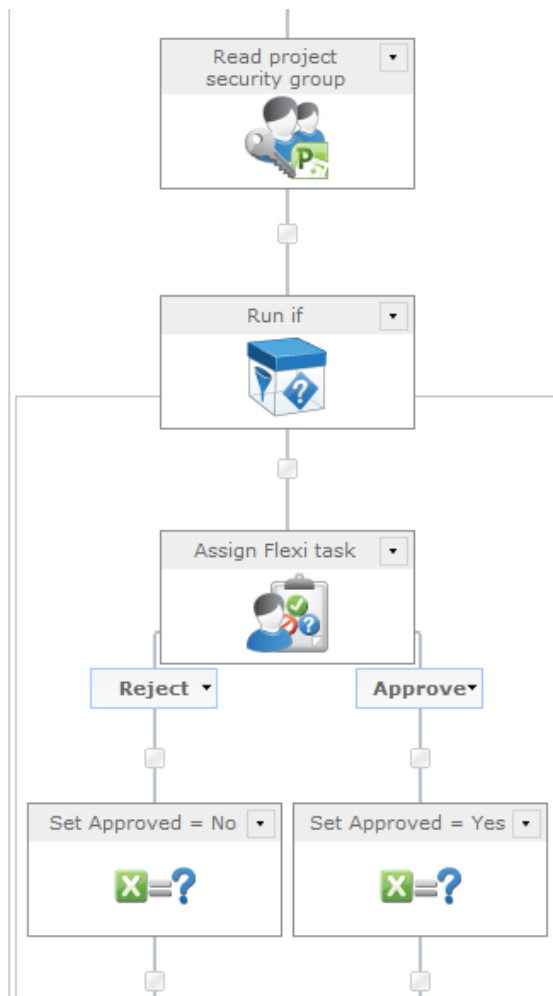 Read project
security group
P
Run if
?
Assign Flexi task
?
Reject
Approve
Set Approved = No
Set Approved = Yes
X=?
X=?